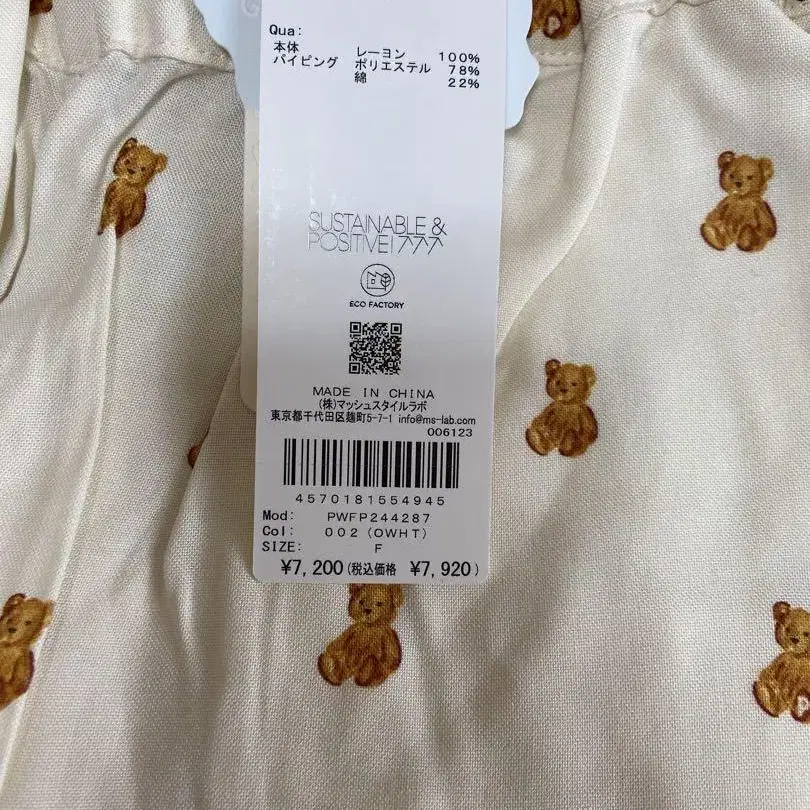 Qua:
本体 レーヨン 100%
パイピング ポリエステル 78%
綿 22%
SUSTAINABLE &
POSITIVE!
ECO FACTORY
MADE IN CHINA
(株)マッシュスタイルラボ
東京都千代田区麹町5-7-1 info@ms-lab.com
006123
4570181554945
Mod: PWFP244287
Col: 002(OWHT)
SIZE: F
¥7,200(税込価格 ¥7,920)
P